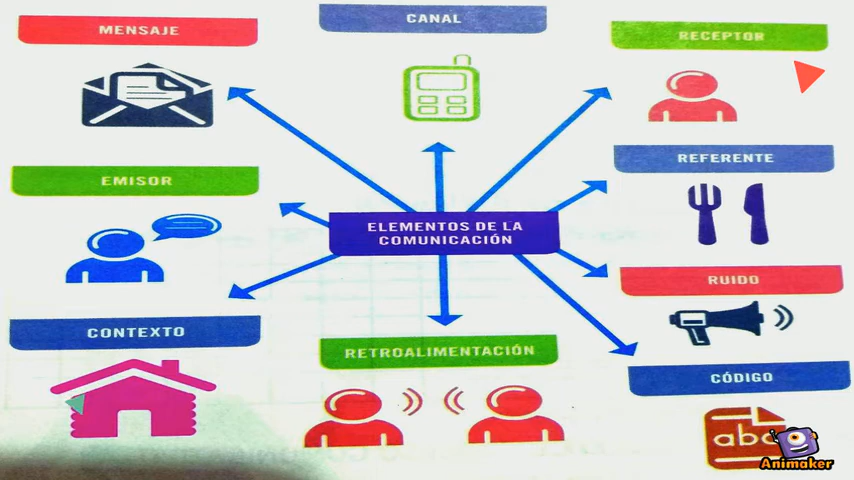 MENSAJE
CANAL
RECEPTOR
EMISOR
REFERENTE
ELEMENTOS DE LA
COMUNICACIÓN
RUIDO
CONTEXTO
RETROALIMENTACIÓN
CÓDIGO
abc
Animaker